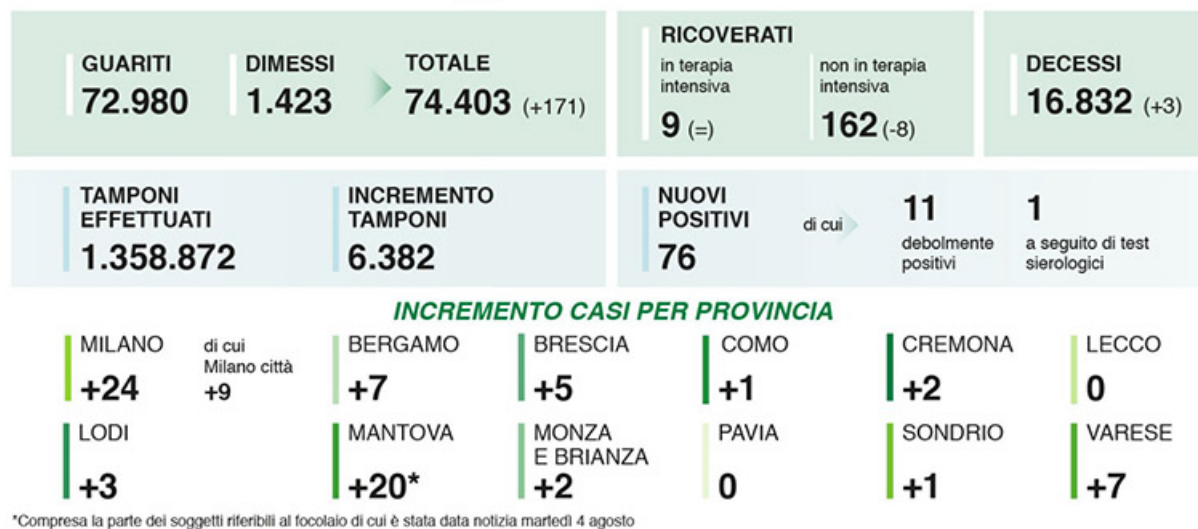 GUARITI
72.980
DIMESSI
1.423
TOTALE
74.403 (+171)
RICOVERATI
in terapia
intensiva
9 (=)
non in terapia
intensiva
162 (-8)
DECESSI
16.832 (+3)
TAMPONI
EFFETTUATI
1.358.872
INCREMENTO
TAMPONI
6.382
NUOVI
POSITIVI
76
di cui
11
debolmente
positivi
1
a seguito di test
sierologici
INCREMENTO CASI PER PROVINCIA
MILANO
+24
di cui
Milano città
+9
BERGAMO
+7
BRESCIA
+5
COMO
+1
CREMONA
+2
LECCO
0
LODI
+3
MANTOVA
+20*
MONZA
E BRIANZA
+2
PAVIA
0
SONDRIO
+1
VARESE
+7
*Compresa la parte dei soggetti riferibili al focolaio di cui è stata data notizia martedì 4 agosto